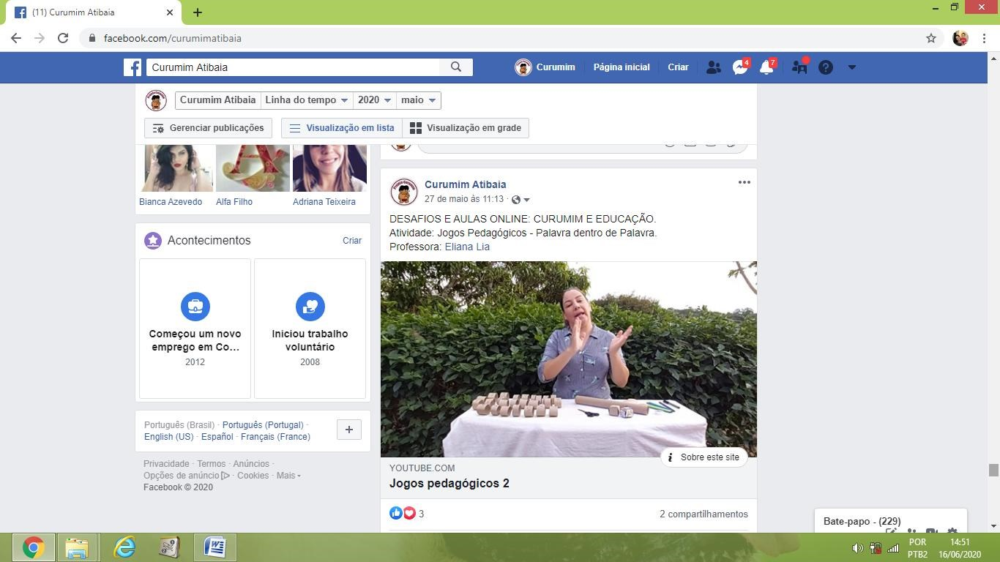 (11) Curumim Atibaia
facebook.com/curumimatibaia
Curumim Atibaia
Curumim
Página inicial
Criar
4
7
Curumim Atibaia
Linha do tempo
2020
maio
Gerenciar publicações
Visualização em lista
Visualização em grade
Bianca Azevedo
Alfa Filho
Adriana Teixeira
Acontecimentos
Criar
Começou um novo
emprego em Co...
2012
Iniciou trabalho
voluntário
2008
Português (Brasil) · Português (Portugal) ·
English (US) · Español · Français (France)
Privacidade · Termos · Anúncios ·
Opções de anúncio · Cookies · Mais
Facebook © 2020
Curumim Atibaia
27 de maio às 11:13 ·
DESAFIOS E AULAS ONLINE: CURUMIM E EDUCAÇÃO.
Atividade: Jogos Pedagógicos - Palavra dentro de Palavra.
Professora: Eliana Lia
Sobre este site
YOUTUBE.COM
Jogos pedagógicos 2
3
2 compartilhamentos
Bate-papo - (229)
POR
PTB2
14:51
16/06/2020